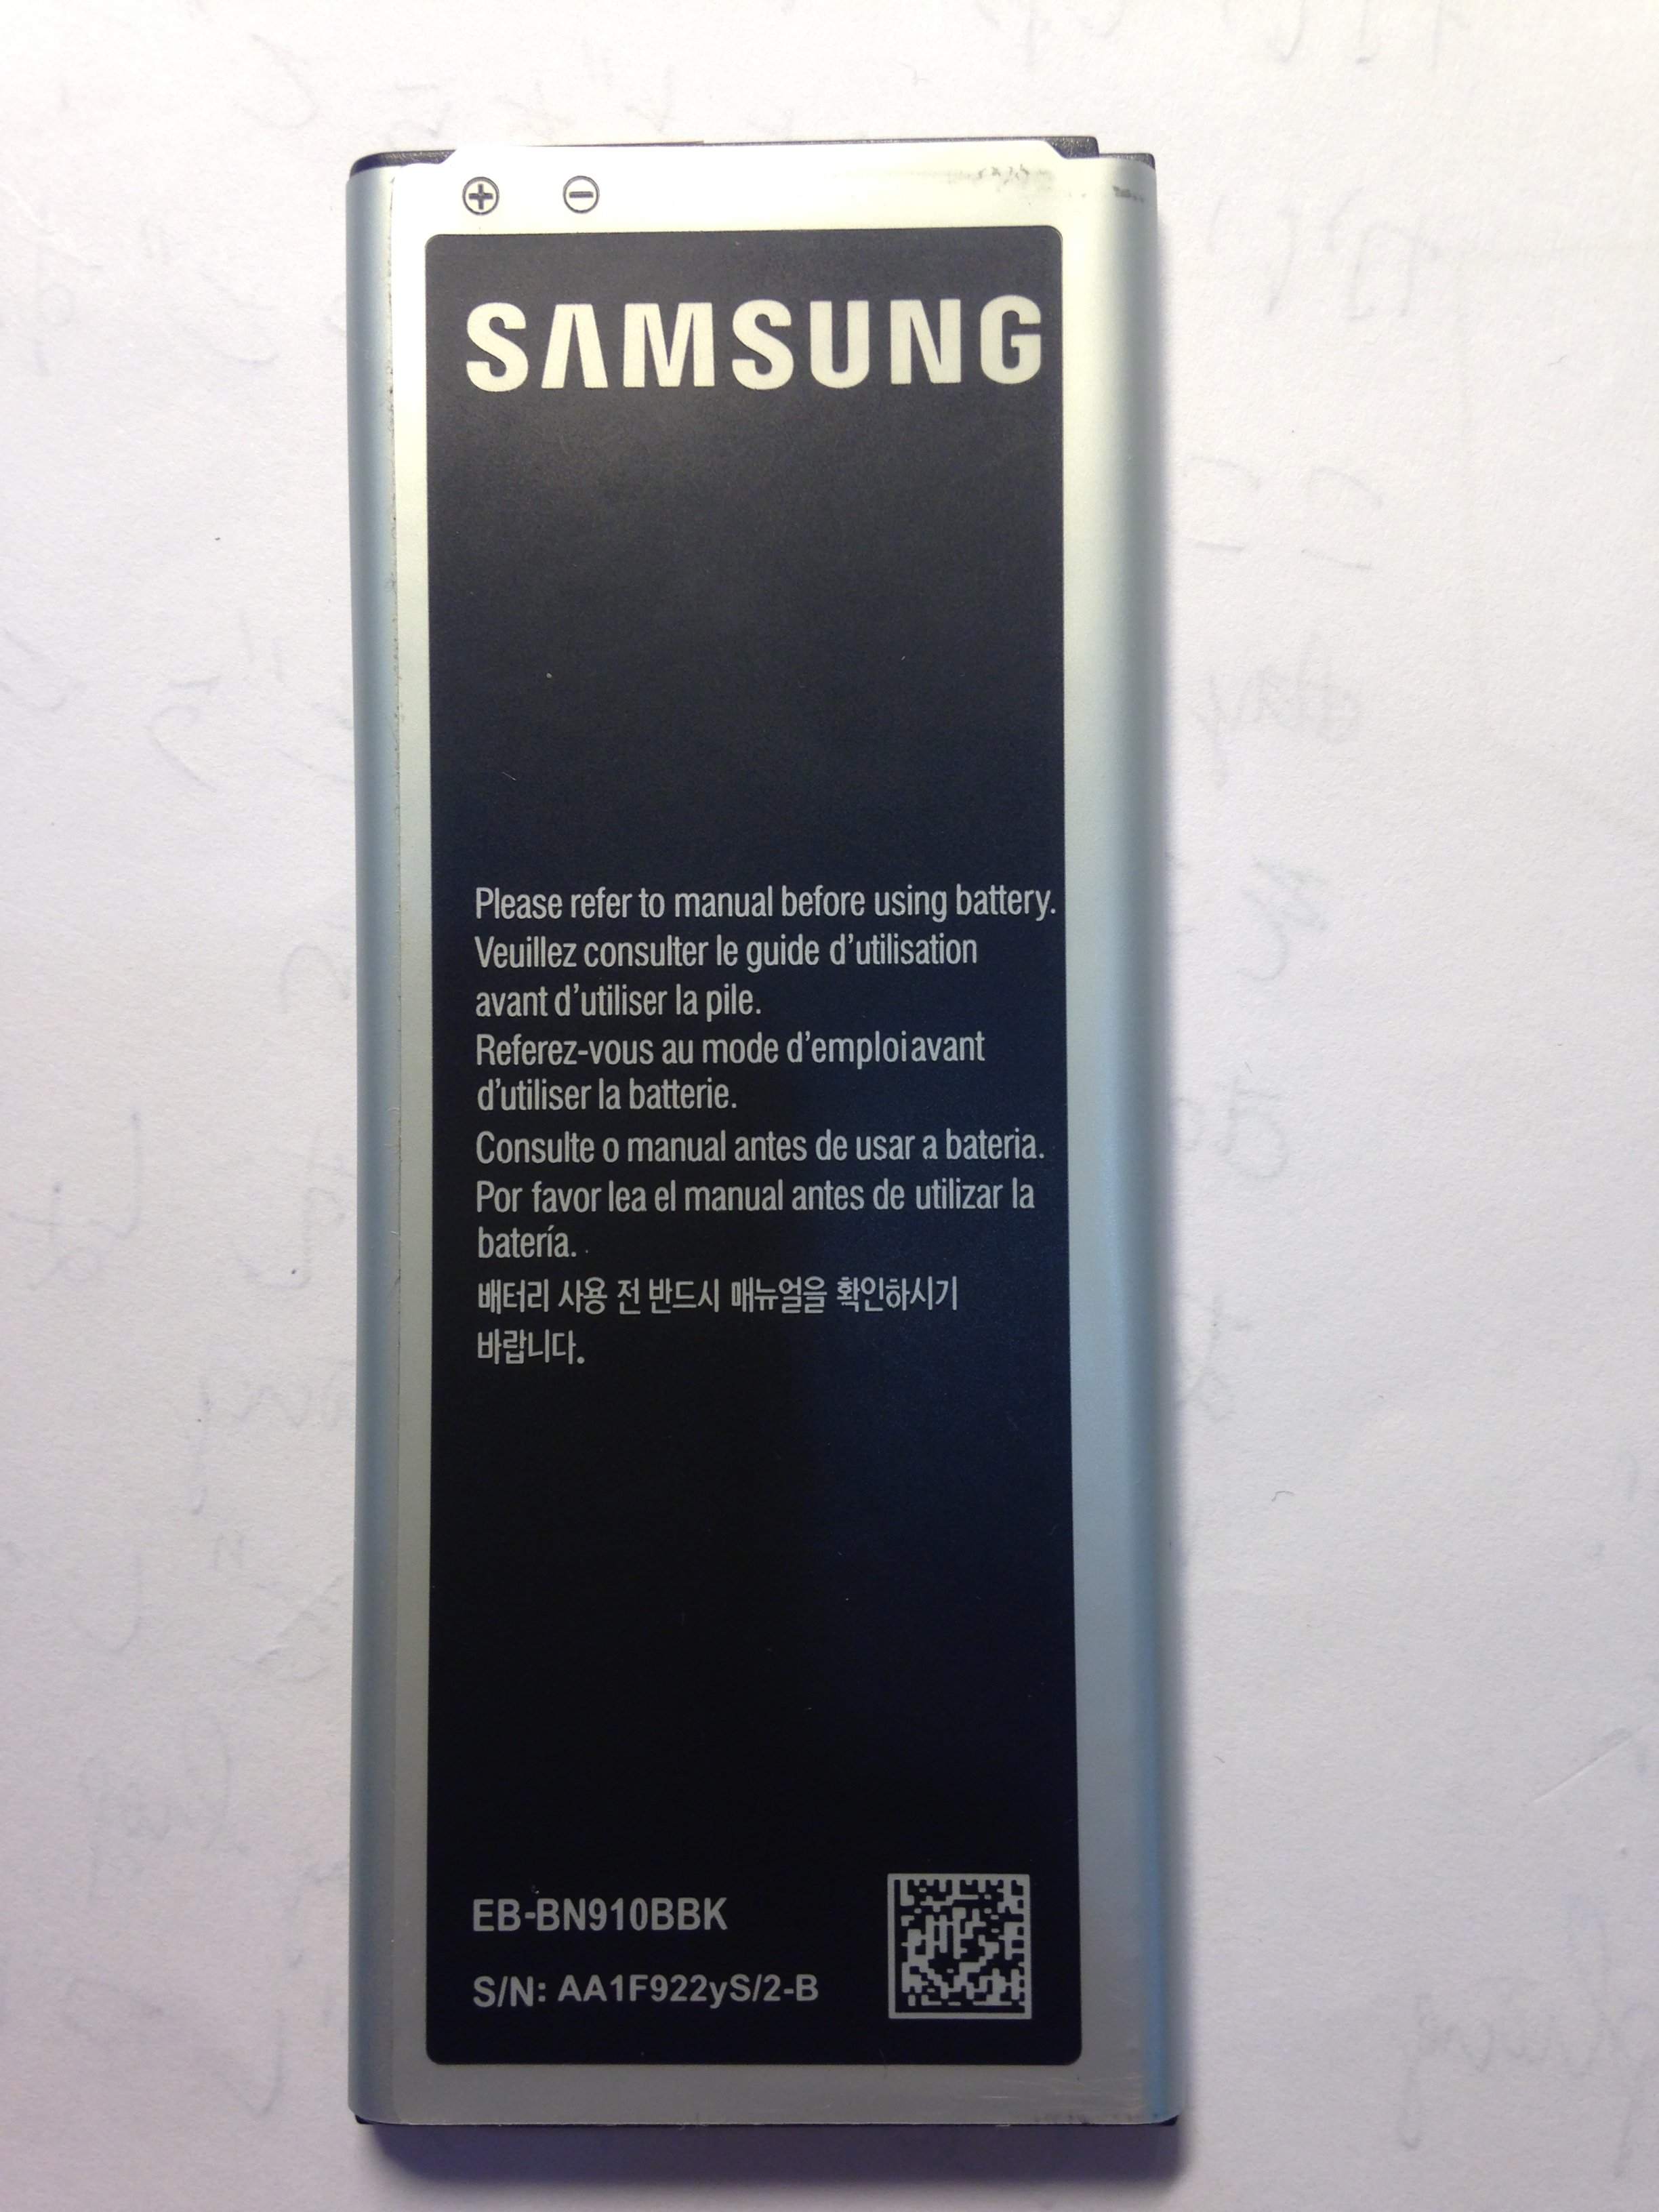 SAMSUNG
Please refer to manual before using battery.
Veuillez consulter le guide d'utilisation
avant d'utiliser la pile.
Referez-vous au mode d'emploi avant
d'utiliser la batterie.
Consulte o manual antes de usar a bateria.
Por favor lea el manual antes de utilizar la
batería.
배터리 사용 전 반드시 매뉴얼을 확인하시기
바랍니다.
EB-BN910BBK
S/N: AA1F922yS/2-B